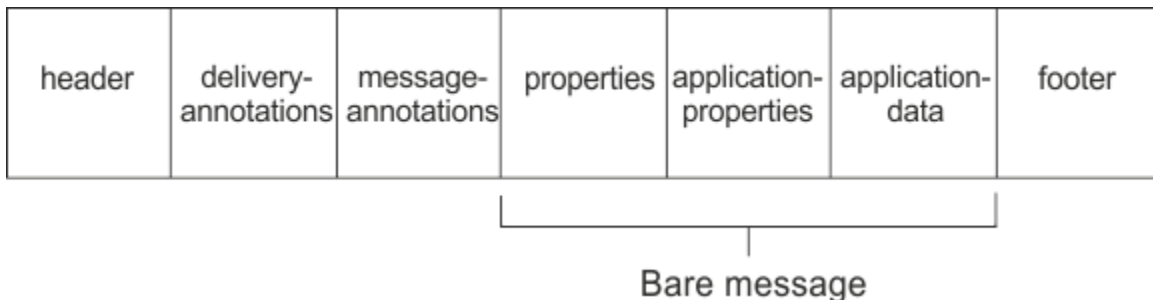 header
delivery-
annotations
message-
annotations
properties
application-
properties
application-
data
footer
Bare message